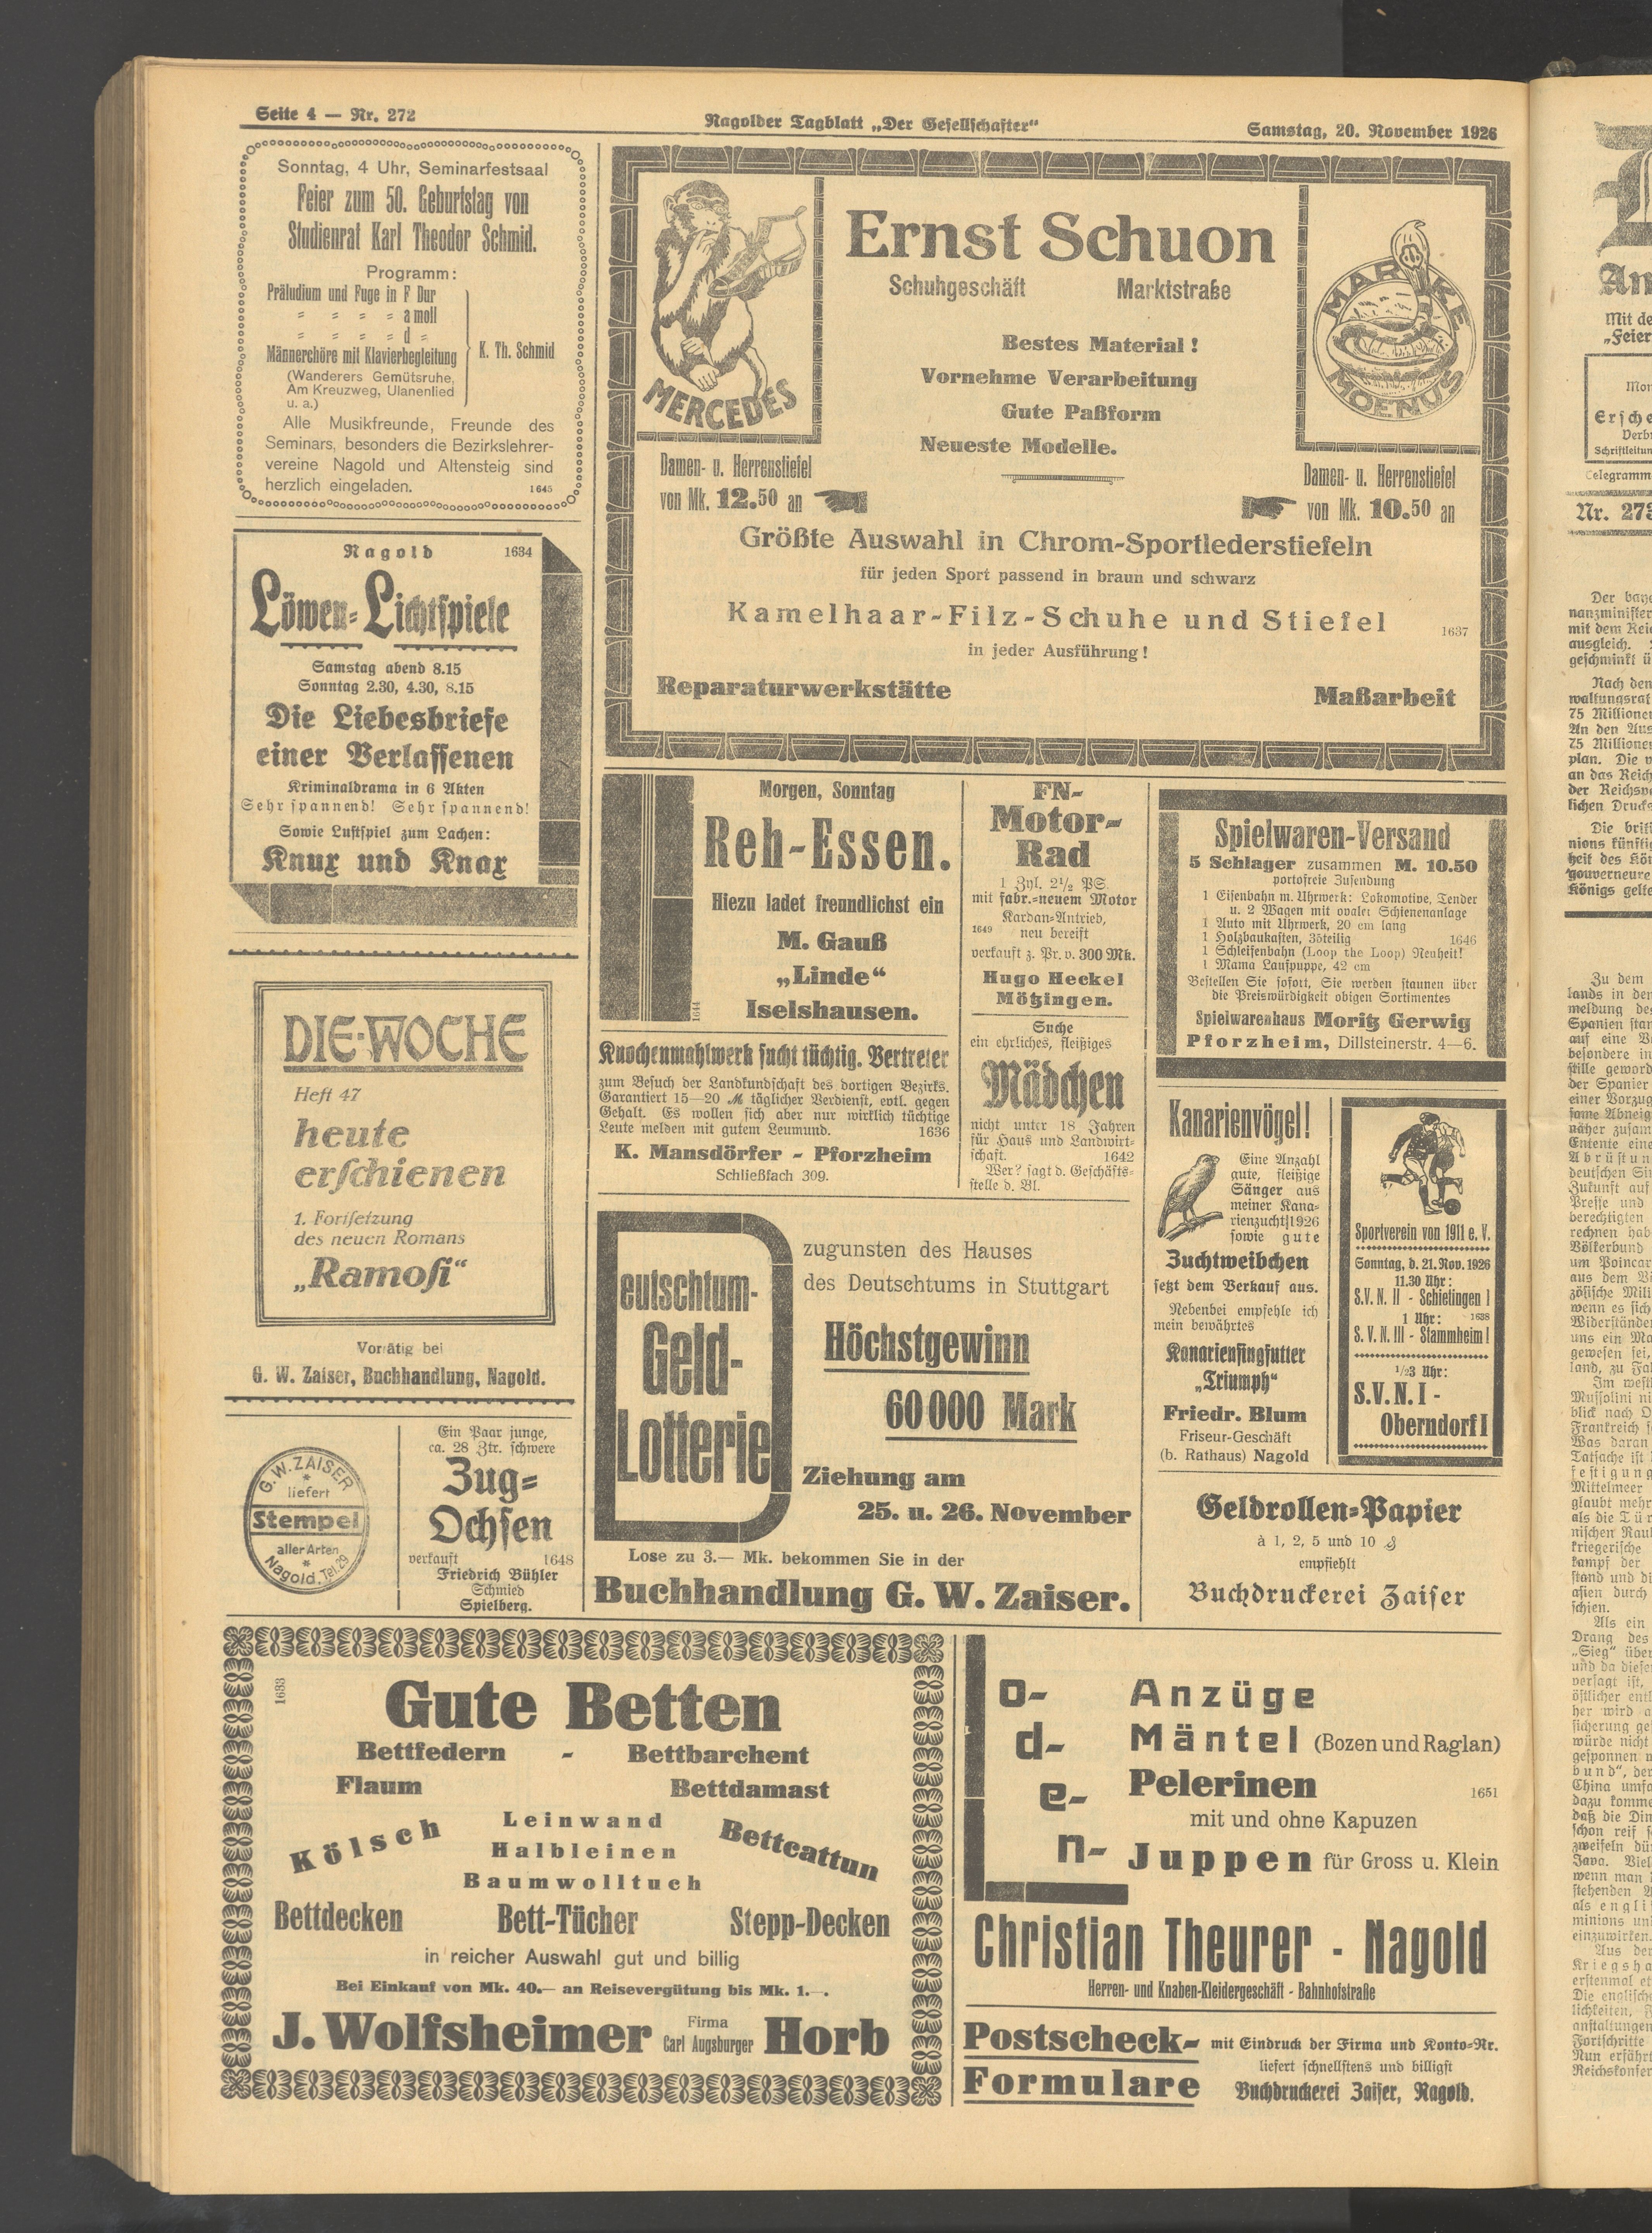 Seite 4 — Nr. 272
Nagolder Tagblatt „Der Gesellschafter“
Samstag, 20. November 1926
Sonntag, 4 Uhr, Seminarfestsaal
Feier zum 50. Geburtstag von
Studienrat Karl Theodor Schmid.
Programm:
Präludium und Fuge in F Dur
" " " " a moll
" " " " d "
Männerchöre mit Klavierbegleitung
K. Th. Schmid
(Wanderers Gemütsruhe,
Am Kreuzweg, Ulanenlied
u. a.)
Alle Musikfreunde, Freunde des
Seminars, besonders die Bezirkslehrer-
vereine Nagold und Altensteig sind
herzlich eingeladen. 1645
Nagold 1634
Löwen-Lichtspiele
Samstag abend 8.15
Sonntag 2.30, 4.30, 8.15
Die Liebesbriefe
einer Verlassenen
Kriminaldrama in 6 Akten
Sehr spannend! Sehr spannend!
Sowie Lustspiel zum Lachen:
Knux und Knax
DIE WOCHE
Heft 47
heute
erschienen
1. Fortsetzung
des neuen Romans
„Ramosi“
Vorrätig bei
G. W. Zaiser, Buchhandlung, Nagold.
G. W. ZAISER
*
liefert
Stempel
aller Arten
*
Nagold. Tel. 29
Ein Paar junge,
ca. 28 Ztr. schwere
Zug-
Ochsen
verkauft 1648
Friedrich Bühler
Schmied
Spielberg.
MERCEDES
Ernst Schuon
Schuhgeschäft Marktstraße
Bestes Material!
Vornehme Verarbeitung
Gute Paßform
Neueste Modelle.
MARKE
MOENUS
Damen- u. Herrenstiefel
von Mk. 12.50 an
Damen- u. Herrenstiefel
von Mk. 10.50 an
Größte Auswahl in Chrom-Sportlederstiefeln
für jeden Sport passend in braun und schwarz
Kamelhaar-Filz-Schuhe und Stiefel 1637
in jeder Ausführung!
Reparaturwerkstätte Maßarbeit
Morgen, Sonntag
Reh-Essen.
Hiezu ladet freundlichst ein
M. Gauß
„Linde“
Iselshausen.
1644
FN-
Motor-
Rad
1 Zyl. 2½ PS.
mit fabr.=neuem Motor
Kardan-Antrieb,
1649 neu bereift
verkauft z. Pr. v. 300 Mk.
Hugo Heckel
Mötzingen.
Spielwaren-Versand
5 Schlager zusammen M. 10.50
portofreie Zusendung
1 Eisenbahn m. Uhrwerk: Lokomotive, Tender
u. 2 Wagen mit ovaler Schienenanlage
1 Auto mit Uhrwerk, 20 cm lang
1 Holzbaukasten, 35teilig 1646
1 Schleifenbahn (Loop the Loop) Neuheit!
1 Mama Laufpuppe, 42 cm
Bestellen Sie sofort, Sie werden staunen über
die Preiswürdigkeit obigen Sortimentes
Spielwarenhaus Moritz Gerwig
Pforzheim, Dillsteinerstr. 4—6.
Knochenmahlwerk sucht tüchtig. Vertreter
zum Besuch der Landkundschaft des dortigen Bezirks.
Garantiert 15—20 M täglicher Verdienst, evtl. gegen
Gehalt. Es wollen sich aber nur wirklich tüchtige
Leute melden mit gutem Leumund. 1636
K. Mansdörfer - Pforzheim
Schließfach 309.
Suche
ein ehrliches, fleißiges
Mädchen
nicht unter 18 Jahren
für Haus und Landwirt-
schaft. 1642
Wer? sagt d. Geschäfts-
stelle d. Bl.
Kanarienvögel!
Eine Anzahl
gute, fleißige
Sänger aus
meiner Kana-
rienzucht 1926
sowie gute
Zuchtweibchen
setzt dem Verkauf aus.
Nebenbei empfehle ich
mein bewährtes
Kanariensingfutter
„Triumph“
Friedr. Blum
Friseur-Geschäft
(b. Rathaus) Nagold
Sportverein von 1911 e. V.
Sonntag, d. 21. Nov. 1926
11.30 Uhr:
S.V.N. II - Schietingen I
1 Uhr: 1638
S. V. N. III - Stammheim I
½3 Uhr:
S.V.N. I -
Oberndorf I
eutschtum-
Geld-
Lotterie
zugunsten des Hauses
des Deutschtums in Stuttgart
Höchstgewinn
60 000 Mark
Ziehung am
25. u. 26. November
Lose zu 3.— Mk. bekommen Sie in der
Buchhandlung G. W. Zaiser.
Geldrollen-Papier
à 1, 2, 5 und 10 ₰
empfiehlt
Buchdruckerei Zaiser
1633
Gute Betten
Bettfedern - Bettbarchent
Flaum Bettdamast
Kölsch Leinwand Bettcattun
Halbleinen
Baumwolltuch
Bettdecken Bett-Tücher Stepp-Decken
in reicher Auswahl gut und billig
Bei Einkauf von Mk. 40.— an Reisevergütung bis Mk. 1.—.
J. Wolfsheimer Firma Carl Augsburger Horb
L
o- Anzüge
d- Mäntel (Bozen und Raglan)
e- Pelerinen 1651
mit und ohne Kapuzen
n- Juppen für Gross u. Klein
Christian Theurer - Nagold
Herren- und Knaben-Kleidergeschäft - Bahnhofstraße
Postscheck-
Formulare
mit Eindruck der Firma und Konto-Nr.
liefert schnellstens und billigst
Buchdruckerei Zaiser, Nagold.
Nr. 273